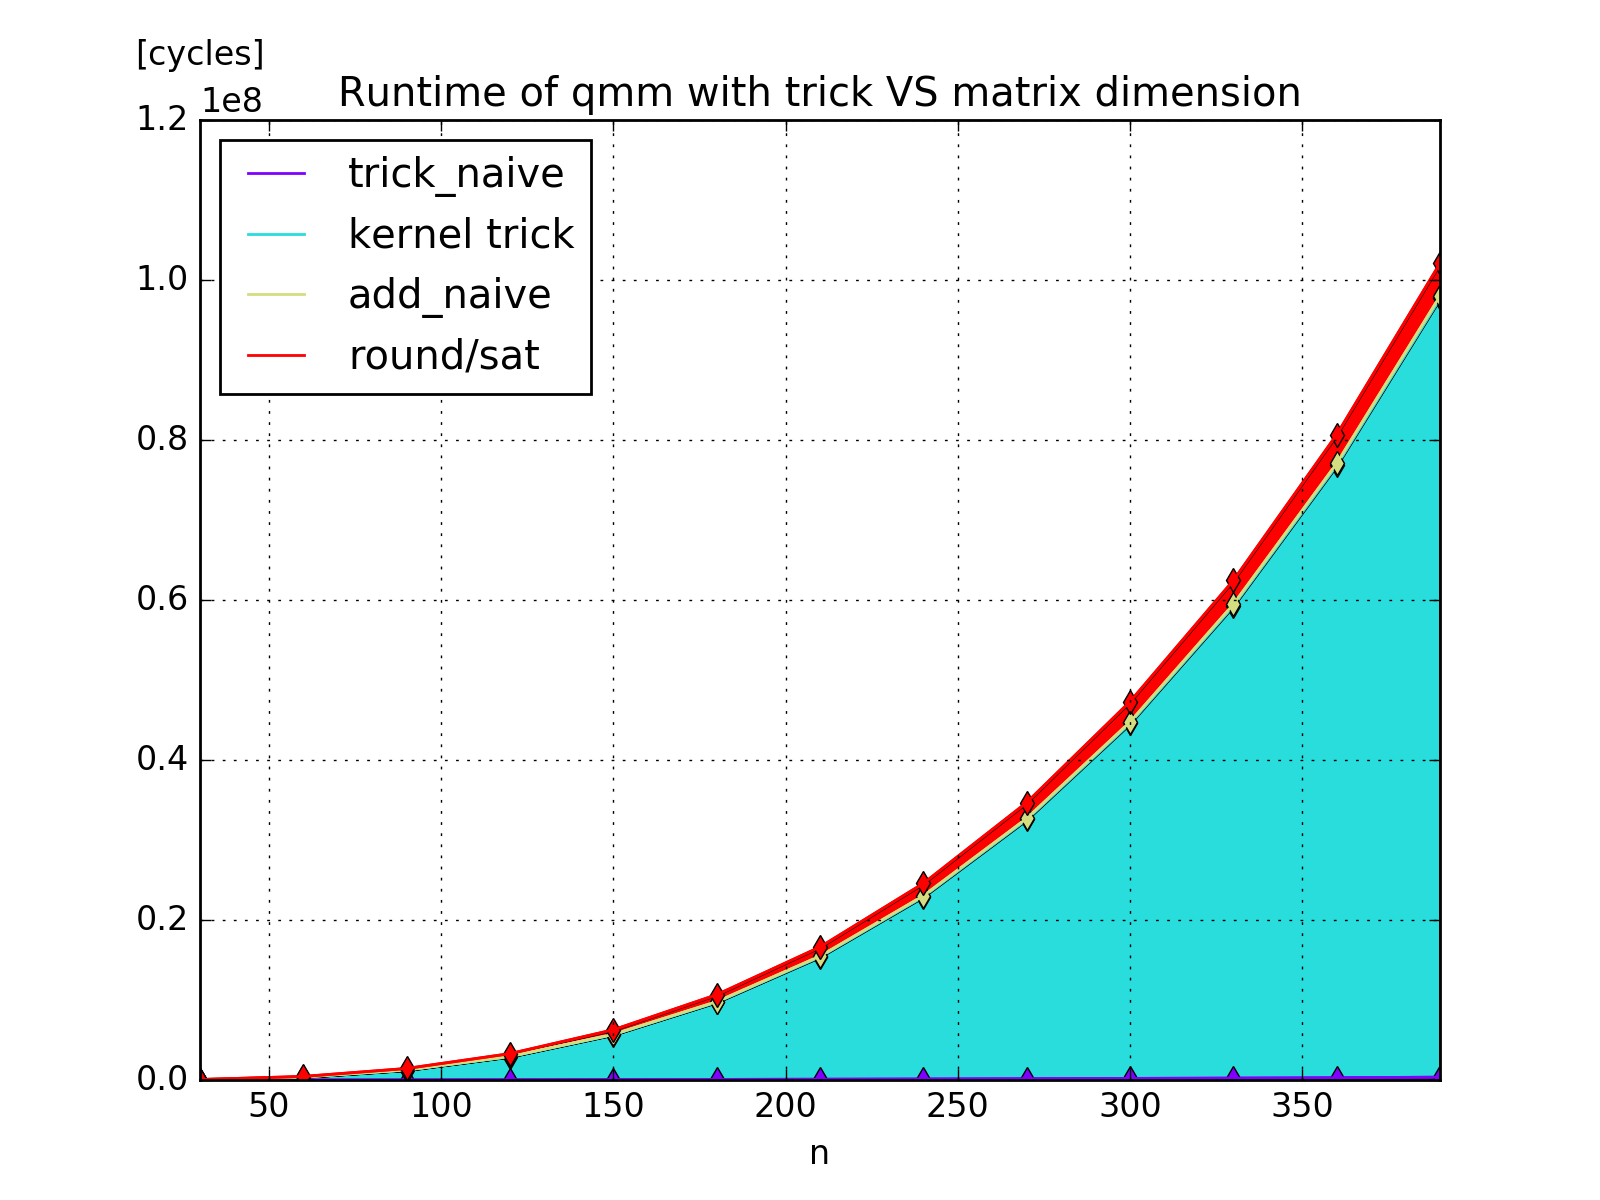 [cycles]
1e8
Runtime of qmm with trick VS matrix dimension
1.2
1.0
0.8
0.6
0.4
0.2
0.0
trick_naive
kernel trick
add_naive
round/sat
50 100 150 200 250 300 350
n